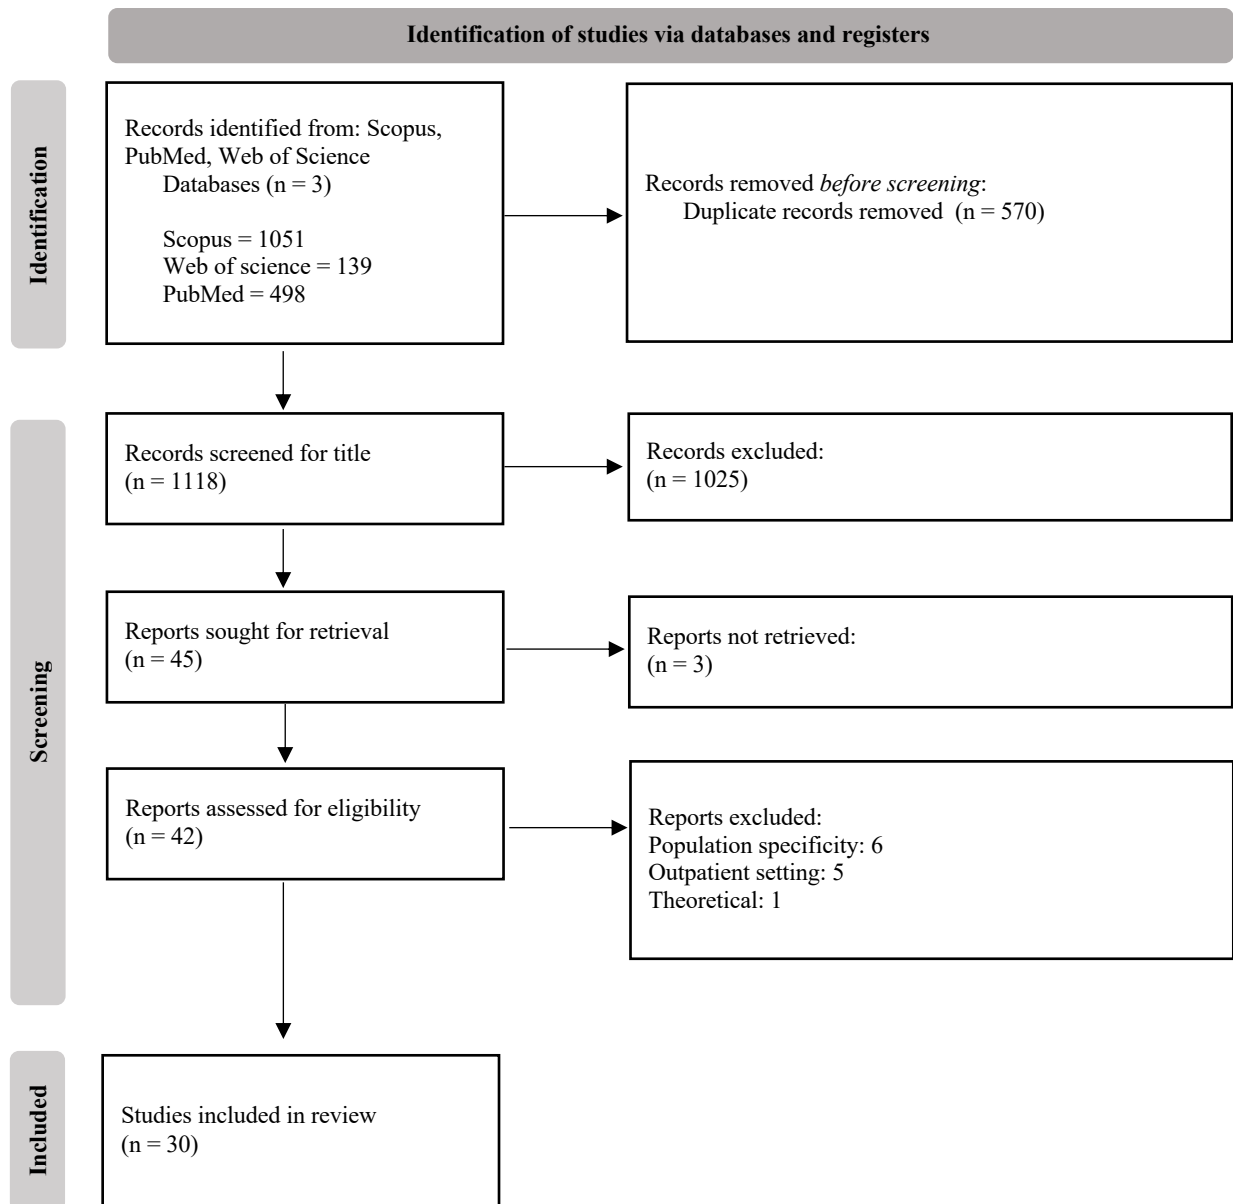 Identification of studies via databases and registers
Identification
Records identified from: Scopus,
PubMed, Web of Science
Databases (n = 3)
Scopus = 1051
Web of science = 139
PubMed = 498
Records removed before screening:
Duplicate records removed (n = 570)
Screening
Records screened for title
(n = 1118)
Records excluded:
(n = 1025)
Reports sought for retrieval
(n = 45)
Reports not retrieved:
(n = 3)
Reports assessed for eligibility
(n = 42)
Reports excluded:
Population specificity: 6
Outpatient setting: 5
Theoretical: 1
Included
Studies included in review
(n = 30)